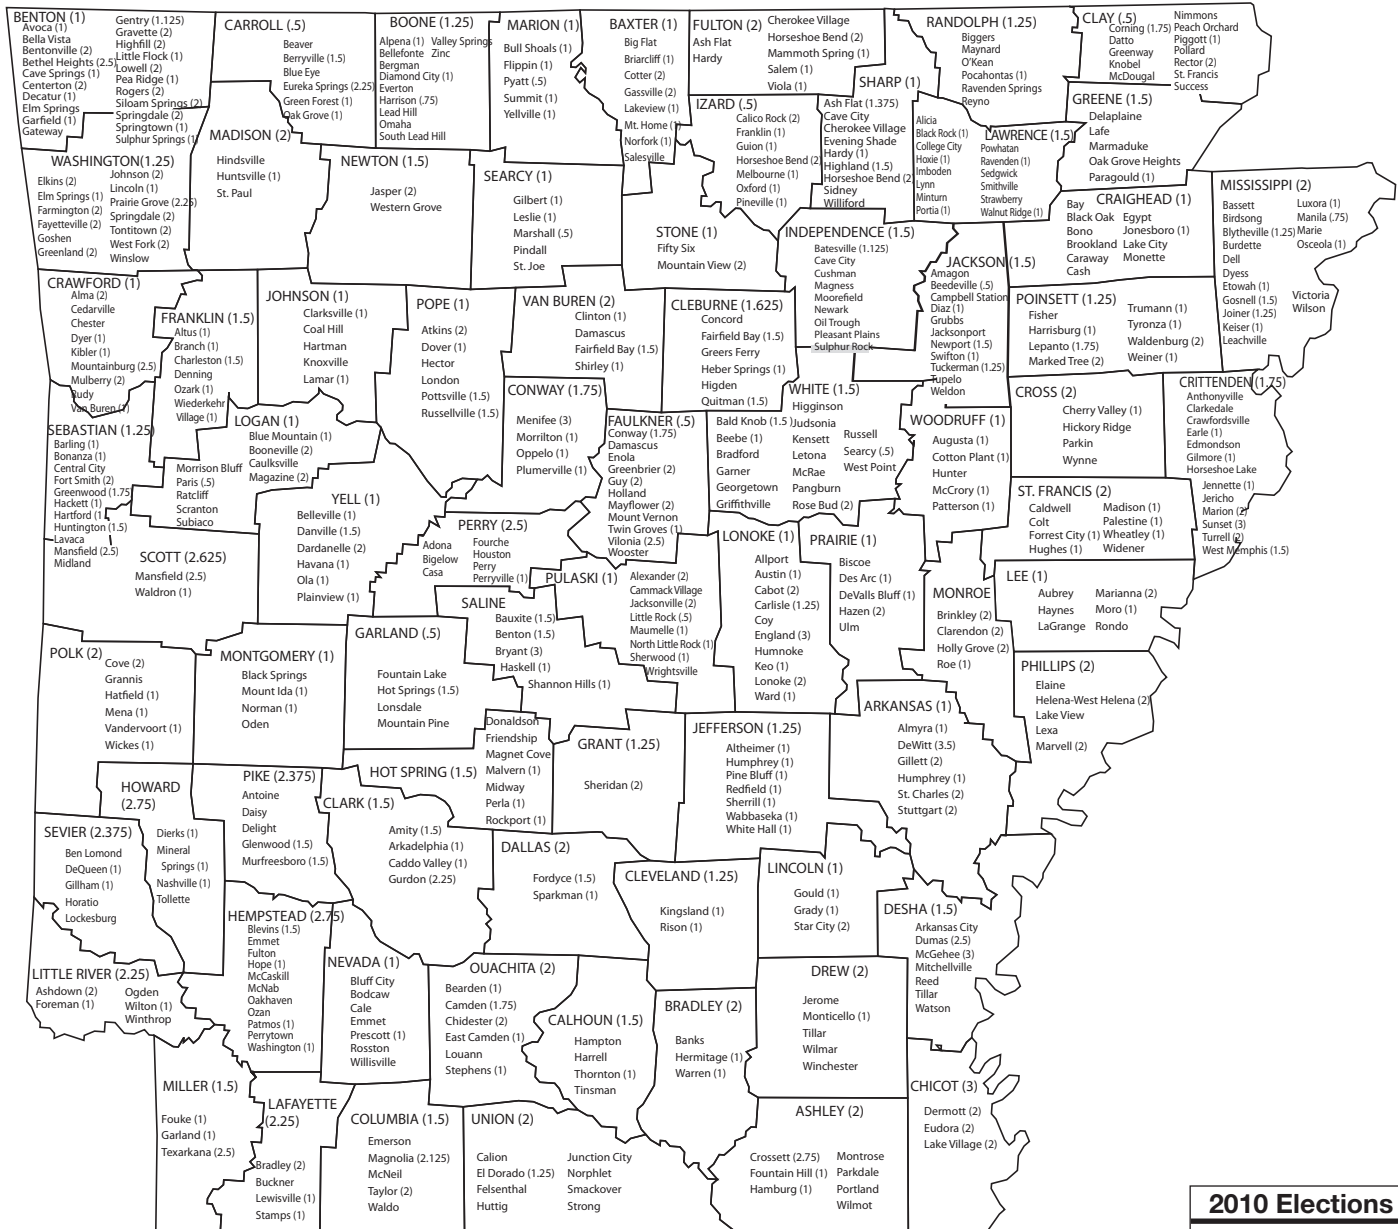 BENTON (1)
Avoca (1)
Bella Vista
Bentonville (2)
Bethel Heights (2.5)
Cave Springs (1)
Centerton (2)
Decatur (1)
Elm Springs
Garfield (1)
Gateway
Gentry (1.125)
Gravette (2)
Highfill (2)
Little Flock (1)
Lowell (2)
Pea Ridge (1)
Rogers (2)
Siloam Springs (2)
Springdale (2)
Springtown (1)
Sulphur Springs (1)
CARROLL (.5)
Beaver
Berryville (1.5)
Blue Eye
Eureka Springs (2.25)
Green Forest (1)
Oak Grove (1)
BOONE (1.25)
Alpena (1) Valley Springs
Bellefonte Zinc
Bergman
Diamond City (1)
Everton
Harrison (.75)
Lead Hill
Omaha
South Lead Hill
MARION (1)
Bull Shoals (1)
Flippin (1)
Pyatt (.5)
Summit (1)
Yellville (1)
BAXTER (1)
Big Flat
Briarcliff (1)
Cotter (2)
Gassville (2)
Lakeview (1)
Mt. Home (1)
Norfork (1)
Salesville
FULTON (2)
Ash Flat
Hardy
Cherokee Village
Horseshoe Bend (2)
Mammoth Spring (1)
Salem (1)
Viola (1)
SHARP (1)
Ash Flat (1.375)
Cave City
Cherokee Village
Evening Shade
Hardy (1)
Highland (1.5)
Horseshoe Bend (2)
Sidney
Williford
RANDOLPH (1.25)
Biggers
Maynard
O'Kean
Pocahontas (1)
Ravenden Springs
Reyno
CLAY (.5)
Corning (1.75)
Datto
Greenway
Knobel
McDougal
Nimmons
Peach Orchard
Piggott (1)
Pollard
Rector (2)
St. Francis
Success
GREENE (1.5)
Delaplaine
Lafe
Marmaduke
Oak Grove Heights
Paragould (1)
IZARD (.5)
Calico Rock (2)
Franklin (1)
Guion (1)
Horseshoe Bend (2)
Melbourne (1)
Oxford (1)
Pineville (1)
LAWRENCE (1.5)
Alicia
Black Rock (1)
College City
Hoxie (1)
Imboden
Lynn
Minturn
Portia (1)
Powhatan
Ravenden (1)
Sedgwick
Smithville
Strawberry
Walnut Ridge (1)
MADISON (2)
Hindsville
Huntsville (1)
St. Paul
WASHINGTON(1.25)
Elkins (2)
Elm Springs (1)
Farmington (2)
Fayetteville (2)
Goshen
Greenland (2)
Johnson (2)
Lincoln (1)
Prairie Grove (2.25)
Springdale (2)
Tontitown (2)
West Fork (2)
Winslow
NEWTON (1.5)
Jasper (2)
Western Grove
SEARCY (1)
Gilbert (1)
Leslie (1)
Marshall (.5)
Pindall
St. Joe
STONE (1)
Fifty Six
Mountain View (2)
INDEPENDENCE (1.5)
Batesville (1.125)
Cave City
Cushman
Magness
Moorefield
Newark
Oil Trough
Pleasant Plains
Sulphur Rock
JACKSON (1.5)
Amagon
Beedeville (.5)
Campbell Station
Diaz (1)
Grubbs
Jacksonport
Newport (1.5)
Swifton (1)
Tuckerman (1.25)
Tupelo
Weldon
CRAIGHEAD (1)
Bay
Black Oak
Bono
Brookland
Caraway
Cash
Egypt
Jonesboro (1)
Lake City
Monette
MISSISSIPPI (2)
Bassett
Birdsong
Blytheville (1.25)
Burdette
Dell
Dyess
Etowah (1)
Gosnell (1.5)
Joiner (1.25)
Keiser (1)
Leachville
Luxora (1)
Manila (.75)
Marie
Osceola (1)
Victoria
Wilson
CRAWFORD (1)
Alma (2)
Cedarville
Chester
Dyer (1)
Kibler (1)
Mountainburg (2.5)
Mulberry (2)
Rudy
Van Buren (1)
FRANKLIN (1.5)
Altus (1)
Branch (1)
Charleston (1.5)
Denning
Ozark (1)
Wiederkehr
Village (1)
JOHNSON (1)
Clarksville (1)
Coal Hill
Hartman
Knoxville
Lamar (1)
POPE (1)
Atkins (2)
Dover (1)
Hector
London
Pottsville (1.5)
Russellville (1.5)
VAN BUREN (2)
Clinton (1)
Damascus
Fairfield Bay (1.5)
Shirley (1)
CLEBURNE (1.625)
Concord
Fairfield Bay (1.5)
Greers Ferry
Heber Springs (1)
Higden
Quitman (1.5)
POINSETT (1.25)
Fisher
Harrisburg (1)
Lepanto (1.75)
Marked Tree (2)
Trumann (1)
Tyronza (1)
Waldenburg (2)
Weiner (1)
CONWAY (1.75)
Menifee (3)
Morrilton (1)
Oppelo (1)
Plumerville (1)
FAULKNER (.5)
Conway (1.75)
Damascus
Enola
Greenbrier (2)
Guy (2)
Holland
Mayflower (2)
Mount Vernon
Twin Groves (1)
Vilonia (2.5)
Wooster
WHITE (1.5)
Bald Knob (1.5)
Beebe (1)
Bradford
Garner
Georgetown
Griffithville
Higginson
Judsonia
Kensett
Letona
McRae
Pangburn
Rose Bud (2)
Russell
Searcy (.5)
West Point
WOODRUFF (1)
Augusta (1)
Cotton Plant (1)
Hunter
McCrory (1)
Patterson (1)
CROSS (2)
Cherry Valley (1)
Hickory Ridge
Parkin
Wynne
CRITTENDEN (1.75)
Anthonyville
Clarkedale
Crawfordsville
Earle (1)
Edmondson
Gilmore (1)
Horseshoe Lake
Jennette (1)
Jericho
Marion (2)
Sunset (3)
Turrell (2)
West Memphis (1.5)
SEBASTIAN (1.25)
Barling (1)
Bonanza (1)
Central City
Fort Smith (2)
Greenwood (1.75)
Hackett (1)
Hartford (1)
Huntington (1.5)
Lavaca
Mansfield (2.5)
Midland
LOGAN (1)
Blue Mountain (1)
Booneville (2)
Caulksville
Magazine (2)
Morrison Bluff
Paris (.5)
Ratcliff
Scranton
Subiaco
YELL (1)
Belleville (1)
Danville (1.5)
Dardanelle (2)
Havana (1)
Ola (1)
Plainview (1)
PERRY (2.5)
Adona
Bigelow
Casa
Fourche
Houston
Perry
Perryville (1)
SCOTT (2.625)
Mansfield (2.5)
Waldron (1)
ST. FRANCIS (2)
Caldwell
Colt
Forrest City (1)
Hughes (1)
Madison (1)
Palestine (1)
Wheatley (1)
Widener
LONOKE (1)
Allport
Austin (1)
Cabot (2)
Carlisle (1.25)
Coy
England (3)
Humnoke
Keo (1)
Lonoke (2)
Ward (1)
PRAIRIE (1)
Biscoe
Des Arc (1)
DeValls Bluff (1)
Hazen (2)
Ulm
MONROE
Brinkley (2)
Clarendon (2)
Holly Grove (2)
Roe (1)
LEE (1)
Aubrey
Haynes
LaGrange
Marianna (2)
Moro (1)
Rondo
PULASKI (1)
Alexander (2)
Cammack Village
Jacksonville (2)
Little Rock (.5)
Maumelle (1)
North Little Rock (1)
Sherwood (1)
Wrightsville
SALINE
Bauxite (1.5)
Benton (1.5)
Bryant (3)
Haskell (1)
Shannon Hills (1)
GARLAND (.5)
Fountain Lake
Hot Springs (1.5)
Lonsdale
Mountain Pine
POLK (2)
Cove (2)
Grannis
Hatfield (1)
Mena (1)
Vandervoort (1)
Wickes (1)
MONTGOMERY (1)
Black Springs
Mount Ida (1)
Norman (1)
Oden
PHILLIPS (2)
Elaine
Helena-West Helena (2)
Lake View
Lexa
Marvell (2)
ARKANSAS (1)
Almyra (1)
DeWitt (3.5)
Gillett (2)
Humphrey (1)
St. Charles (2)
Stuttgart (2)
JEFFERSON (1.25)
Altheimer (1)
Humphrey (1)
Pine Bluff (1)
Redfield (1)
Sherrill (1)
Wabbaseka (1)
White Hall (1)
GRANT (1.25)
Sheridan (2)
HOT SPRING (1.5)
Donaldson
Friendship
Magnet Cove
Malvern (1)
Midway
Perla (1)
Rockport (1)
HOWARD
(2.75)
Dierks (1)
Mineral
Springs (1)
Nashville (1)
Tollette
PIKE (2.375)
Antoine
Daisy
Delight
Glenwood (1.5)
Murfreesboro (1.5)
CLARK (1.5)
Amity (1.5)
Arkadelphia (1)
Caddo Valley (1)
Gurdon (2.25)
SEVIER (2.375)
Ben Lomond
DeQueen (1)
Gillham (1)
Horatio
Lockesburg
DALLAS (2)
Fordyce (1.5)
Sparkman (1)
CLEVELAND (1.25)
Kingsland (1)
Rison (1)
LINCOLN (1)
Gould (1)
Grady (1)
Star City (2)
DESHA (1.5)
Arkansas City
Dumas (2.5)
McGehee (3)
Mitchellville
Reed
Tillar
Watson
HEMPSTEAD (2.75)
Blevins (1.5)
Emmet
Fulton
Hope (1)
McCaskill
McNab
Oakhaven
Ozan
Patmos (1)
Perrytown
Washington (1)
LITTLE RIVER (2.25)
Ashdown (2)
Foreman (1)
Ogden
Wilton (1)
Winthrop
NEVADA (1)
Bluff City
Bodcaw
Cale
Emmet
Prescott (1)
Rosston
Willisville
OUACHITA (2)
Bearden (1)
Camden (1.75)
Chidester (2)
East Camden (1)
Louann
Stephens (1)
CALHOUN (1.5)
Hampton
Harrell
Thornton (1)
Tinsman
BRADLEY (2)
Banks
Hermitage (1)
Warren (1)
DREW (2)
Jerome
Monticello (1)
Tillar
Wilmar
Winchester
CHICOT (3)
Dermott (2)
Eudora (2)
Lake Village (2)
MILLER (1.5)
Fouke (1)
Garland (1)
Texarkana (2.5)
LAFAYETTE
(2.25)
Bradley (2)
Buckner
Lewisville (1)
Stamps (1)
COLUMBIA (1.5)
Emerson
Magnolia (2.125)
McNeil
Taylor (2)
Waldo
UNION (2)
Calion
El Dorado (1.25)
Felsenthal
Huttig
Junction City
Norphlet
Smackover
Strong
ASHLEY (2)
Crossett (2.75)
Fountain Hill (1)
Hamburg (1)
Montrose
Parkdale
Portland
Wilmot
2010 Elections